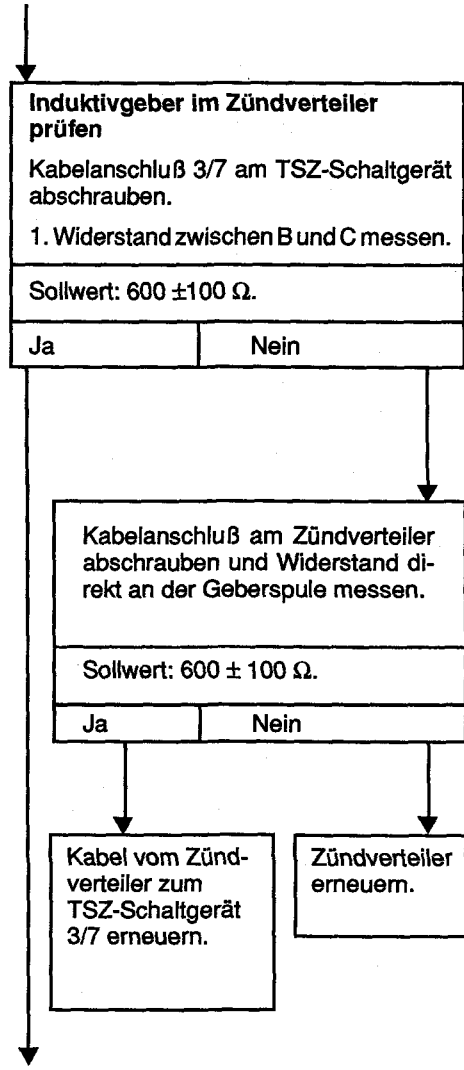 Induktivgeber im Zündverteiler
prüfen
Kabelanschluß 3/7 am TSZ-Schaltgerät
abschrauben.
1. Widerstand zwischen B und C messen.
Sollwert: 600 ±100 Ω.
Ja Nein
Kabelanschluß am Zündverteiler
abschrauben und Widerstand di-
rekt an der Geberspule messen.
Sollwert: 600 ± 100 Ω.
Ja Nein
Kabel vom Zünd-
verteiler zum
TSZ-Schaltgerät
3/7 erneuern.
Zündverteiler
erneuern.